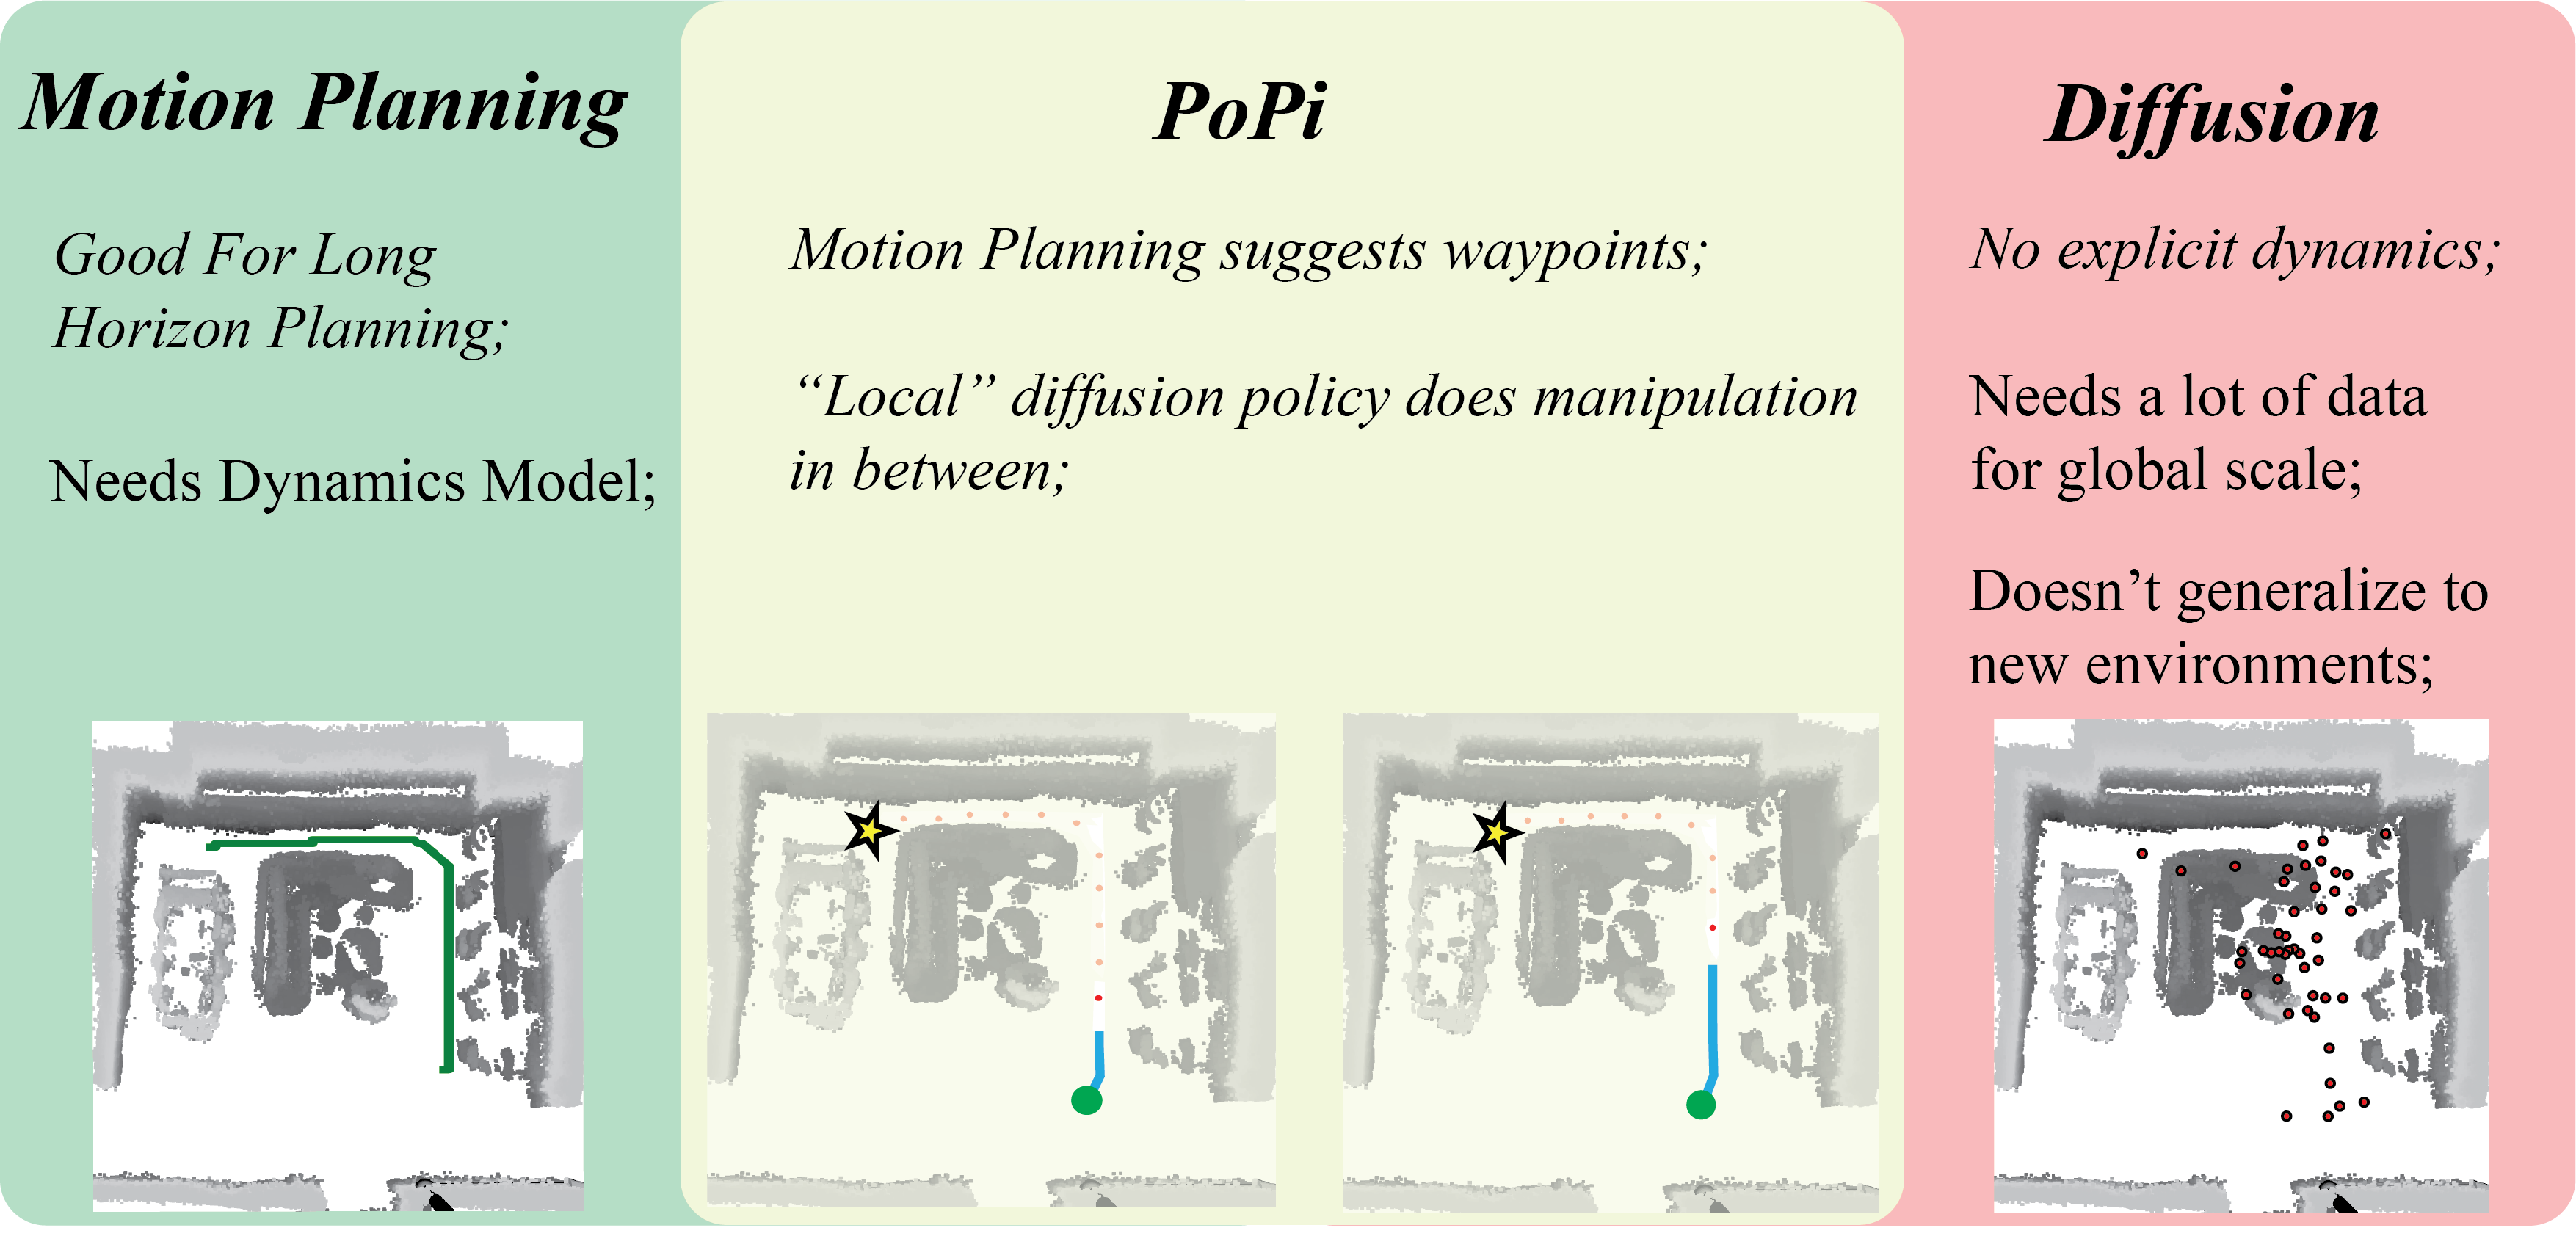 Motion Planning
Good For Long
Horizon Planning;
Needs Dynamics Model;
PoPi
Motion Planning suggests waypoints;
“Local” diffusion policy does manipulation
in between;
Diffusion
No explicit dynamics;
Needs a lot of data
for global scale;
Doesn’t generalize to
new environments;